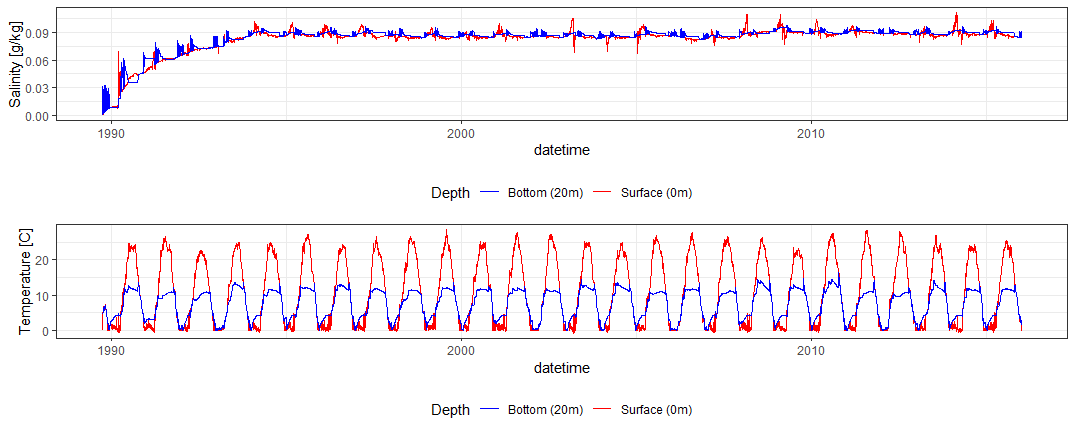 Salinity [g/kg]
0.09
0.06
0.03
0.00
1990 2000 2010
datetime
Depth Bottom (20m) Surface (0m)
Temperature [C]
20
10
0
1990 2000 2010
datetime
Depth Bottom (20m) Surface (0m)